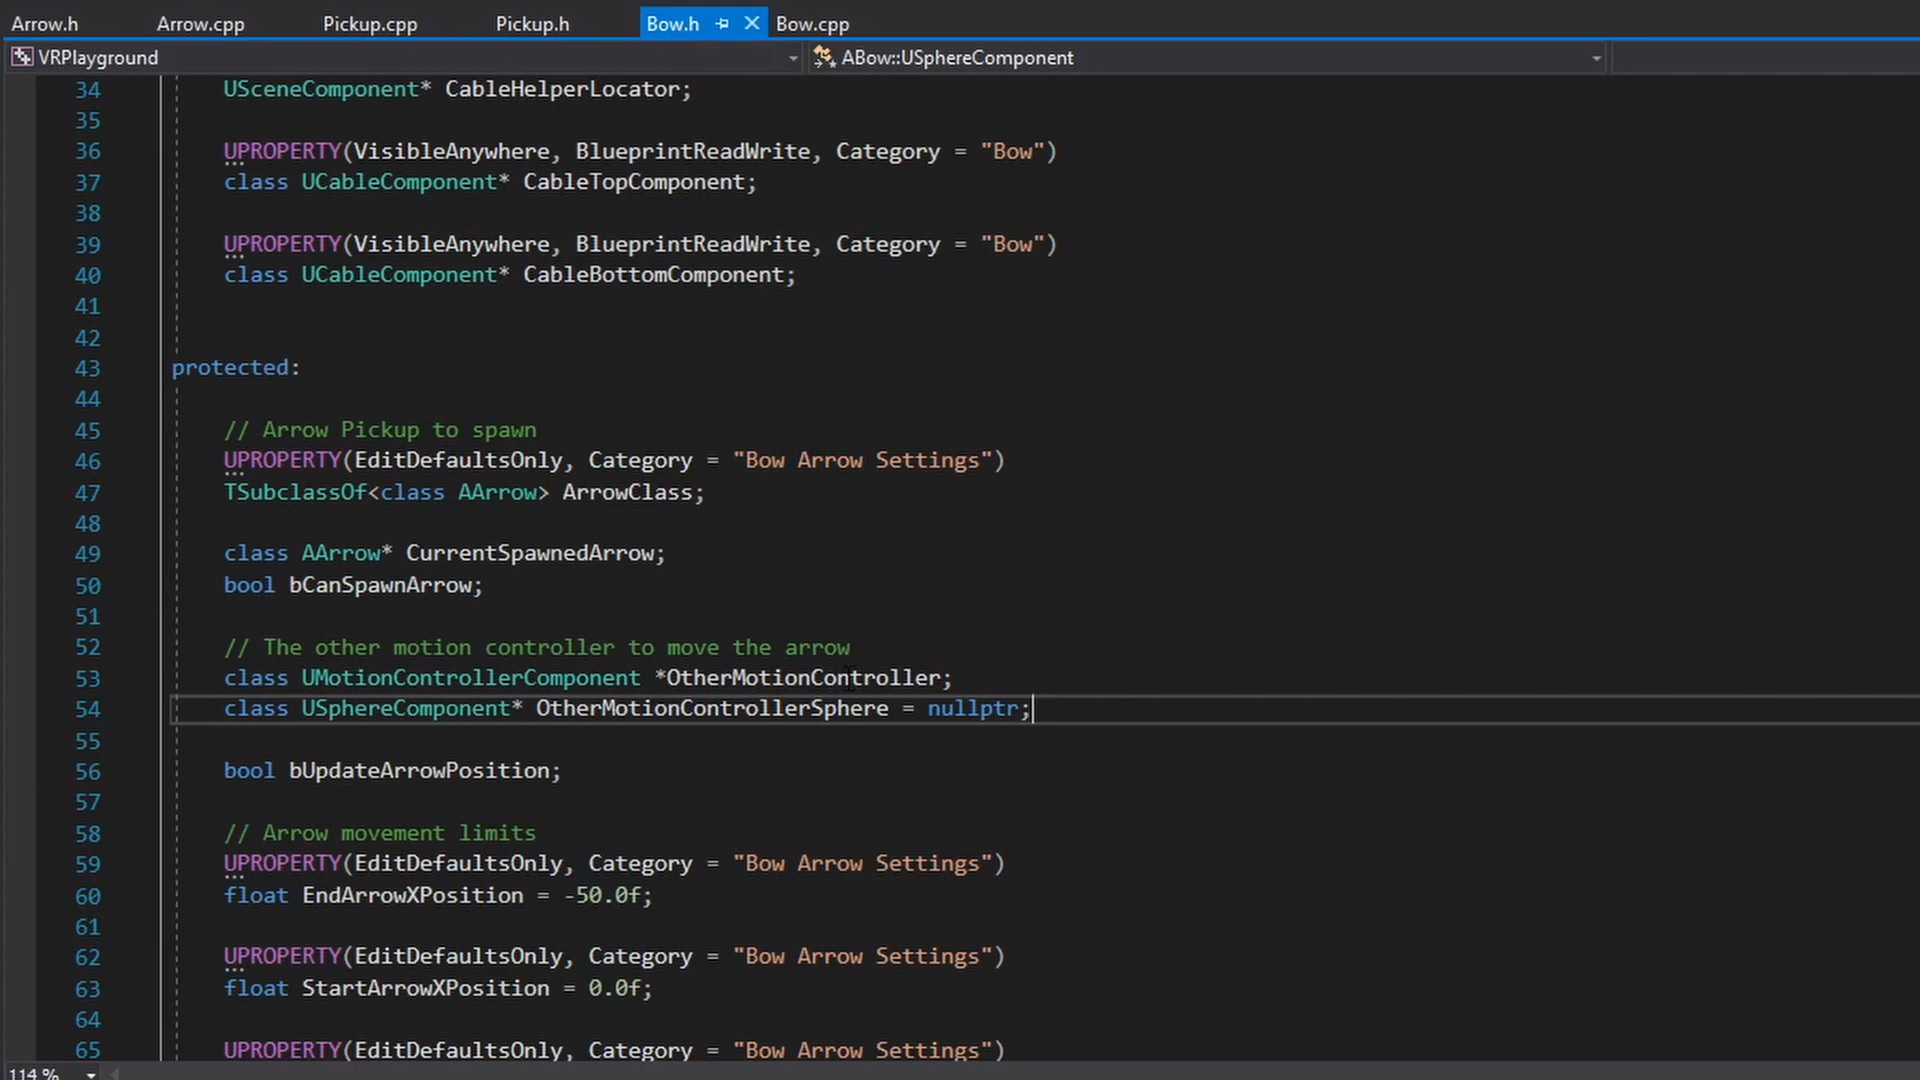 Arrow.h Arrow.cpp Pickup.cpp Pickup.h Bow.h Bow.cpp
VRPlayground ABow::USphereComponent
34 USceneComponent* CableHelperLocator;
35
36 UPROPERTY(VisibleAnywhere, BlueprintReadWrite, Category = "Bow")
37 class UCableComponent* CableTopComponent;
38
39 UPROPERTY(VisibleAnywhere, BlueprintReadWrite, Category = "Bow")
40 class UCableComponent* CableBottomComponent;
41
42
43 protected:
44
45 // Arrow Pickup to spawn
46 UPROPERTY(EditDefaultsOnly, Category = "Bow Arrow Settings")
47 TSubclassOf<class AArrow> ArrowClass;
48
49 class AArrow* CurrentSpawnedArrow;
50 bool bCanSpawnArrow;
51
52 // The other motion controller to move the arrow
53 class UMotionControllerComponent *OtherMotionController;
54 class USphereComponent* OtherMotionControllerSphere = nullptr;
55
56 bool bUpdateArrowPosition;
57
58 // Arrow movement limits
59 UPROPERTY(EditDefaultsOnly, Category = "Bow Arrow Settings")
60 float EndArrowXPosition = -50.0f;
61
62 UPROPERTY(EditDefaultsOnly, Category = "Bow Arrow Settings")
63 float StartArrowXPosition = 0.0f;
64
65 UPROPERTY(EditDefaultsOnly, Category = "Bow Arrow Settings")
114 %